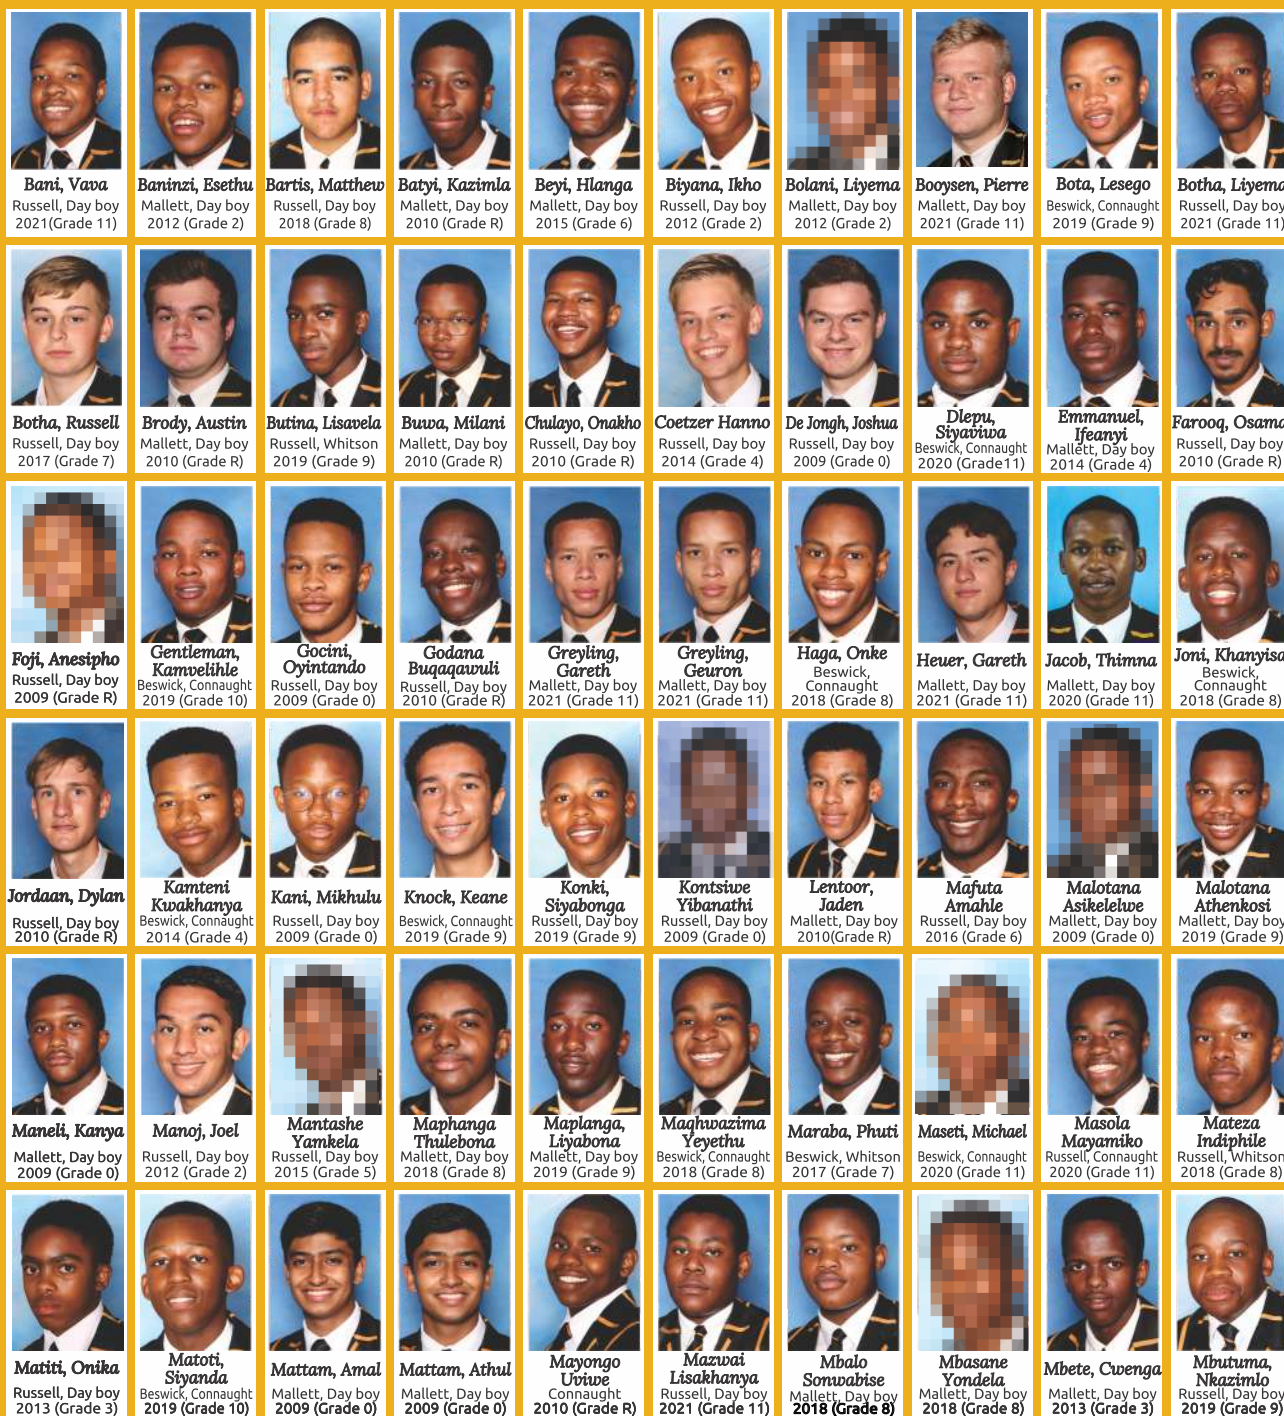 Bani, Vava
Russell, Day boy
2021(Grade 11)
Baninzi, Esethu
Mallett, Day boy
2012 (Grade 2)
Bartis, Matthew
Russell, Day boy
2018 (Grade 8)
Batyi, Kazimla
Mallett, Day boy
2010 (Grade R)
Beyi, Hlanga
Mallett, Day boy
2015 (Grade 6)
Biyana, Ikho
Russell, Day boy
2012 (Grade 2)
Bolani, Liyema
Mallett, Day boy
2012 (Grade 2)
Booysen, Pierre
Mallett, Day boy
2021 (Grade 11)
Bota, Lesego
Beswick, Connaught
2019 (Grade 9)
Botha, Liyema
Russell, Day boy
2021 (Grade 11)
Botha, Russell
Russell, Day boy
2017 (Grade 7)
Brody, Austin
Mallett, Day boy
2010 (Grade R)
Butina, Lisavela
Russell, Whitson
2019 (Grade 9)
Buwa, Milani
Mallett, Day boy
2010 (Grade R)
Chulayo, Onakho
Russell, Day boy
2010 (Grade R)
Coetzer Hanno
Russell, Day boy
2014 (Grade 4)
De Jongh, Joshua
Russell, Day boy
2009 (Grade 0)
Dlepu,
Siyaviwa
Beswick, Connaught
2020 (Grade11)
Emmanuel,
Ifeanyi
Mallett, Day boy
2014 (Grade 4)
Farooq, Osama
Russell, Day boy
2010 (Grade R)
Foji, Anesipho
Russell, Day boy
2009 (Grade R)
Gentleman,
Kamvelihle
Beswick, Connaught
2019 (Grade 10)
Gocini,
Oyintando
Russell, Day boy
2009 (Grade 0)
Godana
Buqaqawuli
Russell, Day boy
2010 (Grade R)
Greyling,
Gareth
Mallett, Day boy
2021 (Grade 11)
Greyling,
Geuron
Mallett, Day boy
2021 (Grade 11)
Haga, Onke
Beswick,
Connaught
2018 (Grade 8)
Heuer, Gareth
Mallett, Day boy
2021 (Grade 11)
Jacob, Thimna
Mallett, Day boy
2020 (Grade 11)
Joni, Khanyisa
Beswick,
Connaught
2018 (Grade 8)
Jordaan, Dylan
Russell, Day boy
2010 (Grade R)
Kamteni
Kwakhanya
Beswick, Connaught
2014 (Grade 4)
Kani, Mikhulu
Russell, Day boy
2009 (Grade 0)
Knock, Keane
Beswick, Connaught
2019 (Grade 9)
Konki,
Siyabonga
Russell, Day boy
2019 (Grade 9)
Kontsiwe
Yibanathi
Russell, Day boy
2009 (Grade 0)
Lentoor,
Jaden
Mallett, Day boy
2010(Grade R)
Mafuta
Amahle
Russell, Day boy
2016 (Grade 6)
Malotana
Asikelelwe
Mallett, Day boy
2009 (Grade 0)
Malotana
Athenkosi
Mallett, Day boy
2019 (Grade 9)
Maneli, Kanya
Mallett, Day boy
2009 (Grade 0)
Manoj, Joel
Russell, Day boy
2012 (Grade 2)
Mantashe
Yamkela
Russell, Day boy
2015 (Grade 5)
Maphanga
Thulebona
Mallett, Day boy
2018 (Grade 8)
Maplanga,
Liyabona
Mallett, Day boy
2019 (Grade 9)
Maqhwazima
Yeyethu
Beswick, Connaught
2018 (Grade 8)
Maraba, Phuti
Beswick, Whitson
2017 (Grade 7)
Maseti, Michael
Beswick, Connaught
2020 (Grade 11)
Masola
Mayamiko
Russell, Connaught
2020 (Grade 11)
Mateza
Indiphile
Russell, Whitson
2018 (Grade 8)
Matiti, Onika
Russell, Day boy
2013 (Grade 3)
Matoti,
Siyanda
Beswick, Connaught
2019 (Grade 10)
Mattam, Amal
Mallett, Day boy
2009 (Grade 0)
Mattam, Athul
Mallett, Day boy
2009 (Grade 0)
Mayongo
Uviwe
Connaught
2010 (Grade R)
Mazwai
Lisakhanya
Russell, Day boy
2021 (Grade 11)
Mbalo
Sonwabise
Mallett, Day boy
2018 (Grade 8)
Mbasane
Yondela
Mallett, Day boy
2018 (Grade 8)
Mbete, Cwenga
Mallett, Day boy
2013 (Grade 3)
Mbutuma,
Nkazimlo
Russell, Day boy
2019 (Grade 9)